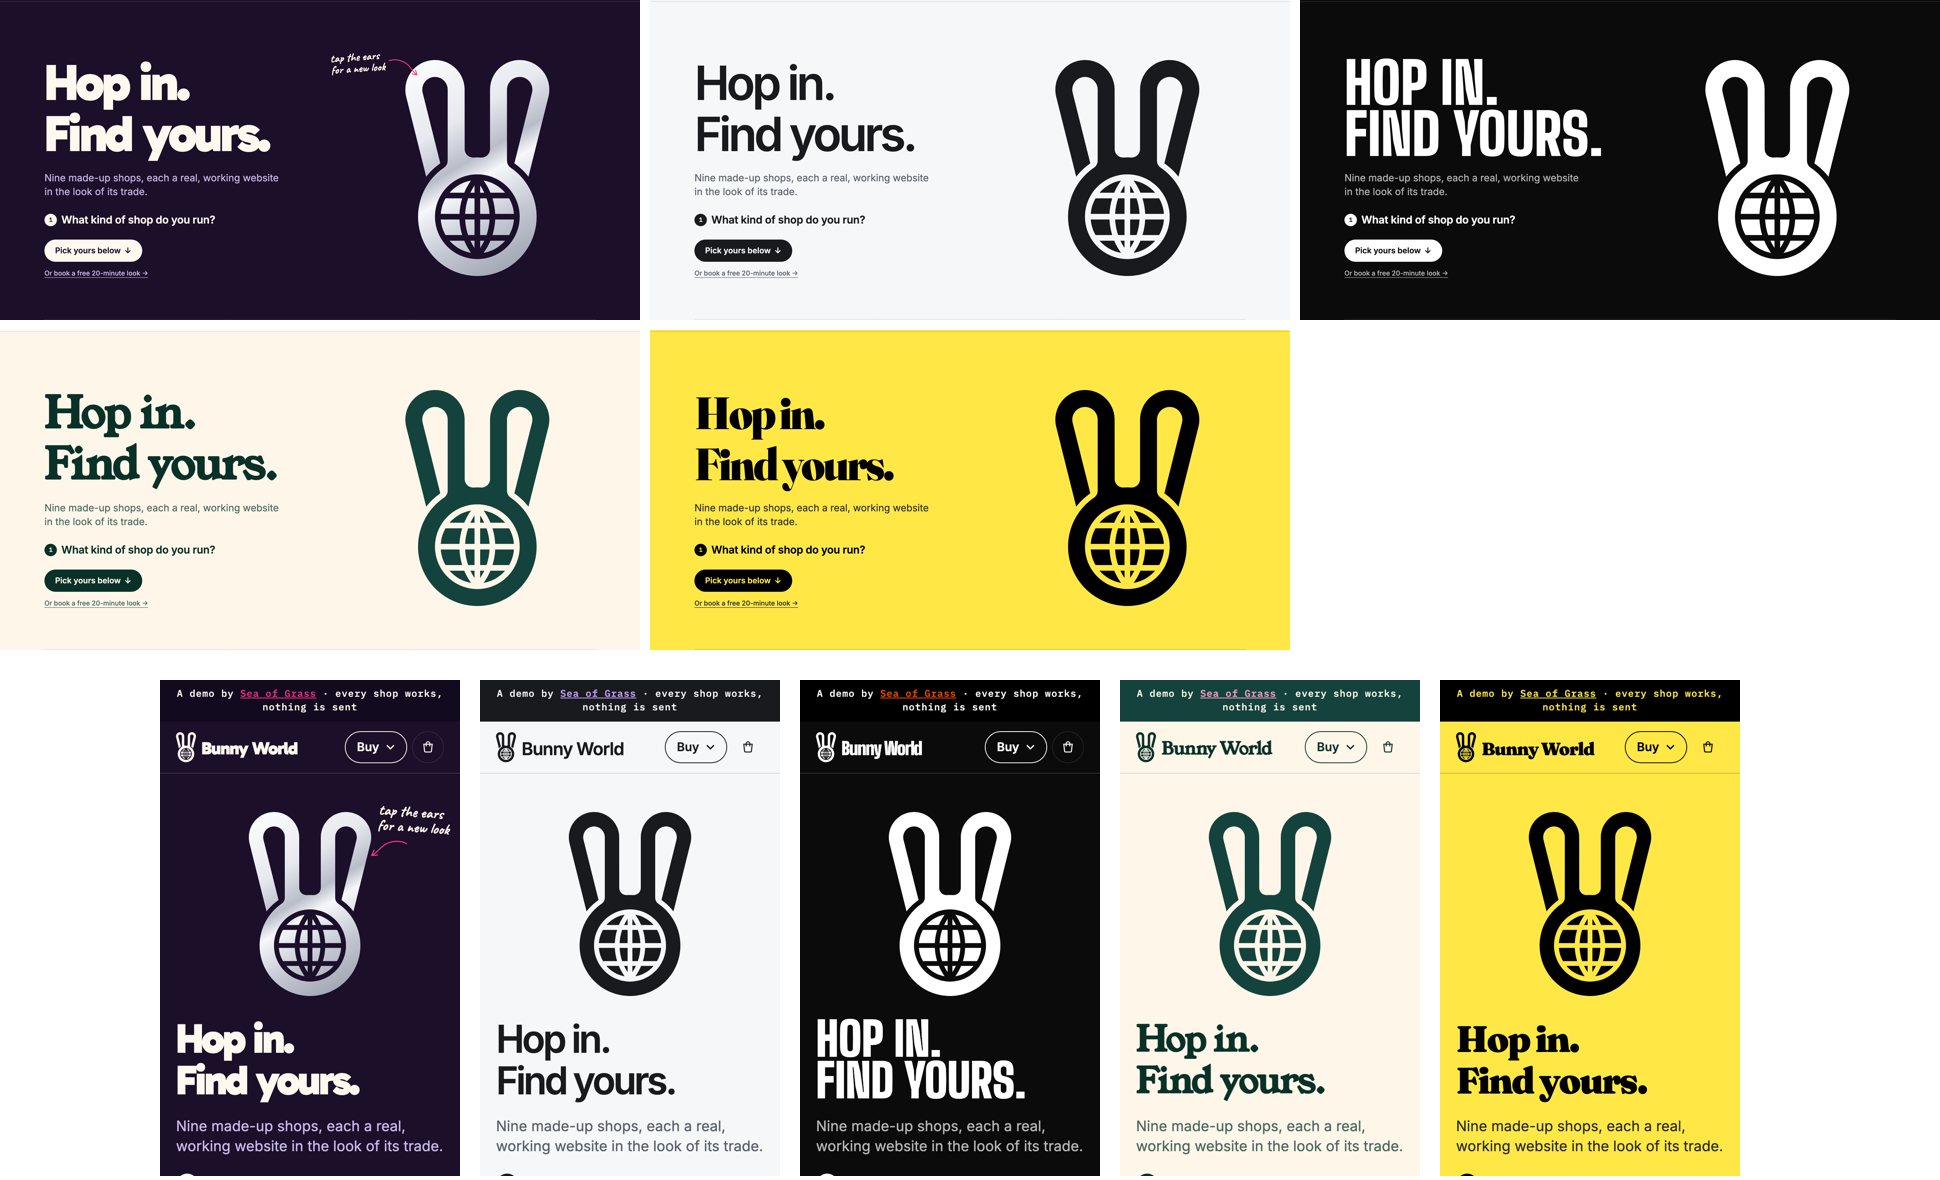 Hop in.
Find yours.
tap the ears
for a new look
Nine made-up shops, each a real, working website
in the look of its trade.
1 What kind of shop do you run?
Pick yours below ↓
Or book a free 20-minute look →
Hop in.
Find yours.
Nine made-up shops, each a real, working website
in the look of its trade.
1 What kind of shop do you run?
Pick yours below ↓
Or book a free 20-minute look →
HOP IN.
FIND YOURS.
Nine made-up shops, each a real, working website
in the look of its trade.
1 What kind of shop do you run?
Pick yours below ↓
Or book a free 20-minute look →
Hop in.
Find yours.
Nine made-up shops, each a real, working website
in the look of its trade.
1 What kind of shop do you run?
Pick yours below ↓
Or book a free 20-minute look →
Hop in.
Find yours.
Nine made-up shops, each a real, working website
in the look of its trade.
1 What kind of shop do you run?
Pick yours below ↓
Or book a free 20-minute look →
A demo by Sea of Grass · every shop works,
nothing is sent
Bunny World
Buy
tap the ears
for a new look
Hop in.
Find yours.
Nine made-up shops, each a real,
working website in the look of its trade.
A demo by Sea of Grass · every shop works,
nothing is sent
Bunny World
Buy
Hop in.
Find yours.
Nine made-up shops, each a real,
working website in the look of its trade.
A demo by Sea of Grass · every shop works,
nothing is sent
Bunny World
Buy
HOP IN.
FIND YOURS.
Nine made-up shops, each a real,
working website in the look of its trade.
A demo by Sea of Grass · every shop works,
nothing is sent
Bunny World
Buy
Hop in.
Find yours.
Nine made-up shops, each a real,
working website in the look of its trade.
A demo by Sea of Grass · every shop works,
nothing is sent
Bunny World
Buy
Hop in.
Find yours.
Nine made-up shops, each a real,
working website in the look of its trade.